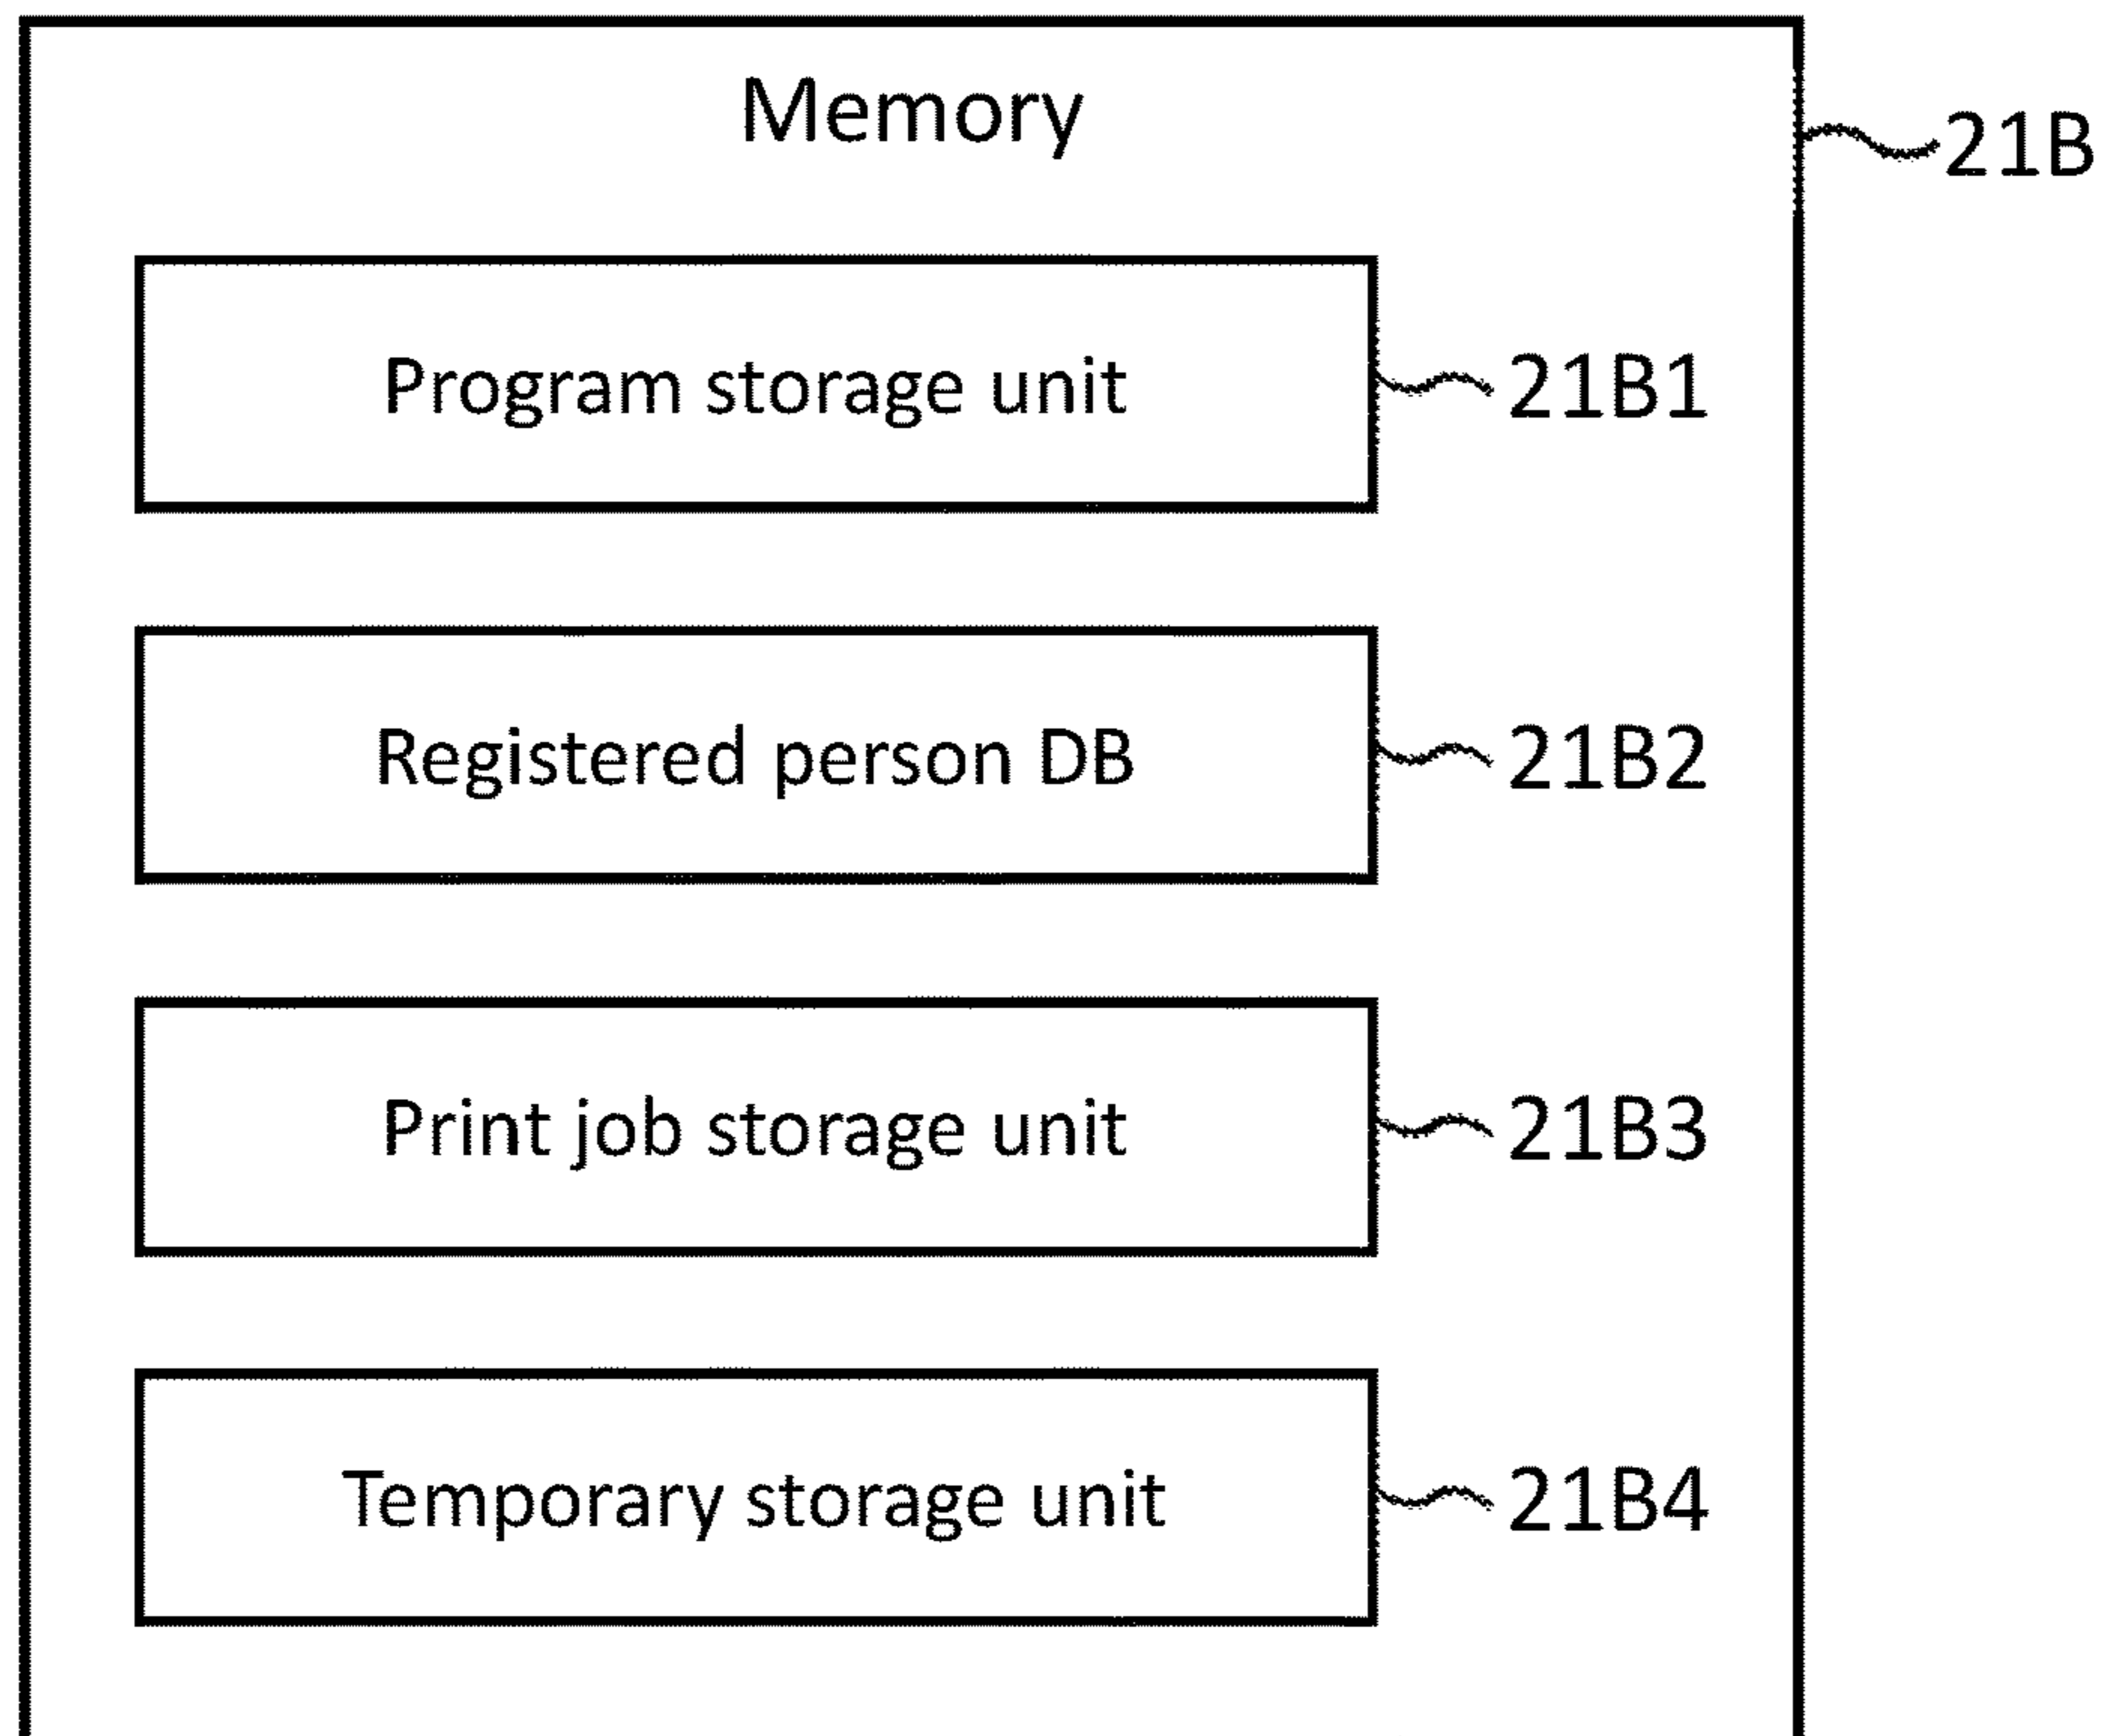 Memory
21B
Program storage unit
21B1
Registered person DB
21B2
Print job storage unit
21B3
Temporary storage unit
21B4